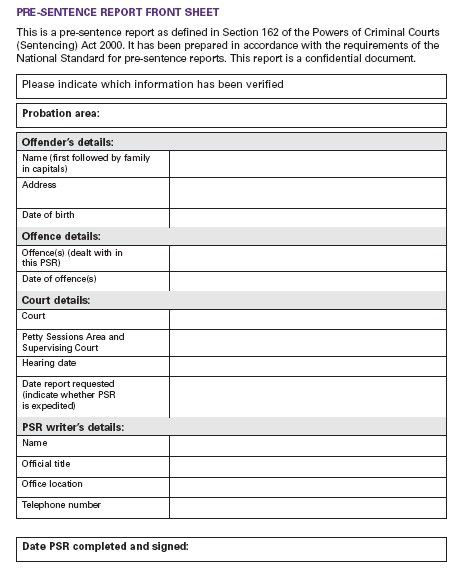 PRE-SENTENCE REPORT FRONT SHEET
This is a pre-sentence report as defined in Section 162 of the Powers of Criminal Courts
(Sentencing) Act 2000. It has been prepared in accordance with the requirements of the
National Standard for pre-sentence reports. This report is a confidential document.
Please indicate which information has been verified
Probation area:
Offender's details:
Name (first followed by family
in capitals)
Address
Date of birth
Offence details:
Offence(s) (dealt with in
this PSR)
Date of offence(s)
Court details:
Court
Petty Sessions Area and
Supervising Court
Hearing date
Date report requested
(indicate whether PSR
is expedited)
PSR writer's details:
Name
Official title
Office location
Telephone number
Date PSR completed and signed: